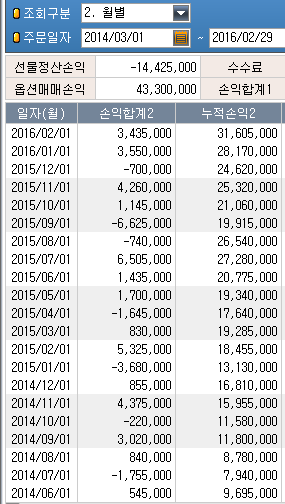 조회구분 2. 월별
주문일자 2014/03/01 ~ 2016/02/29
선물정산손익 -14,425,000 수수료
옵션매매손익 43,300,000 손익합계1
일자(월) 손익합계2 누적손익2
2016/02/01 3,435,000 31,605,000
2016/01/01 3,550,000 28,170,000
2015/12/01 -700,000 24,620,000
2015/11/01 4,260,000 25,320,000
2015/10/01 1,145,000 21,060,000
2015/09/01 -6,625,000 19,915,000
2015/08/01 -740,000 26,540,000
2015/07/01 6,505,000 27,280,000
2015/06/01 1,435,000 20,775,000
2015/05/01 1,700,000 19,340,000
2015/04/01 -1,645,000 17,640,000
2015/03/01 830,000 19,285,000
2015/02/01 5,325,000 18,455,000
2015/01/01 -3,680,000 13,130,000
2014/12/01 855,000 16,810,000
2014/11/01 4,375,000 15,955,000
2014/10/01 -220,000 11,580,000
2014/09/01 3,020,000 11,800,000
2014/08/01 840,000 8,780,000
2014/07/01 -1,755,000 7,940,000
2014/06/01 545,000 9,695,000